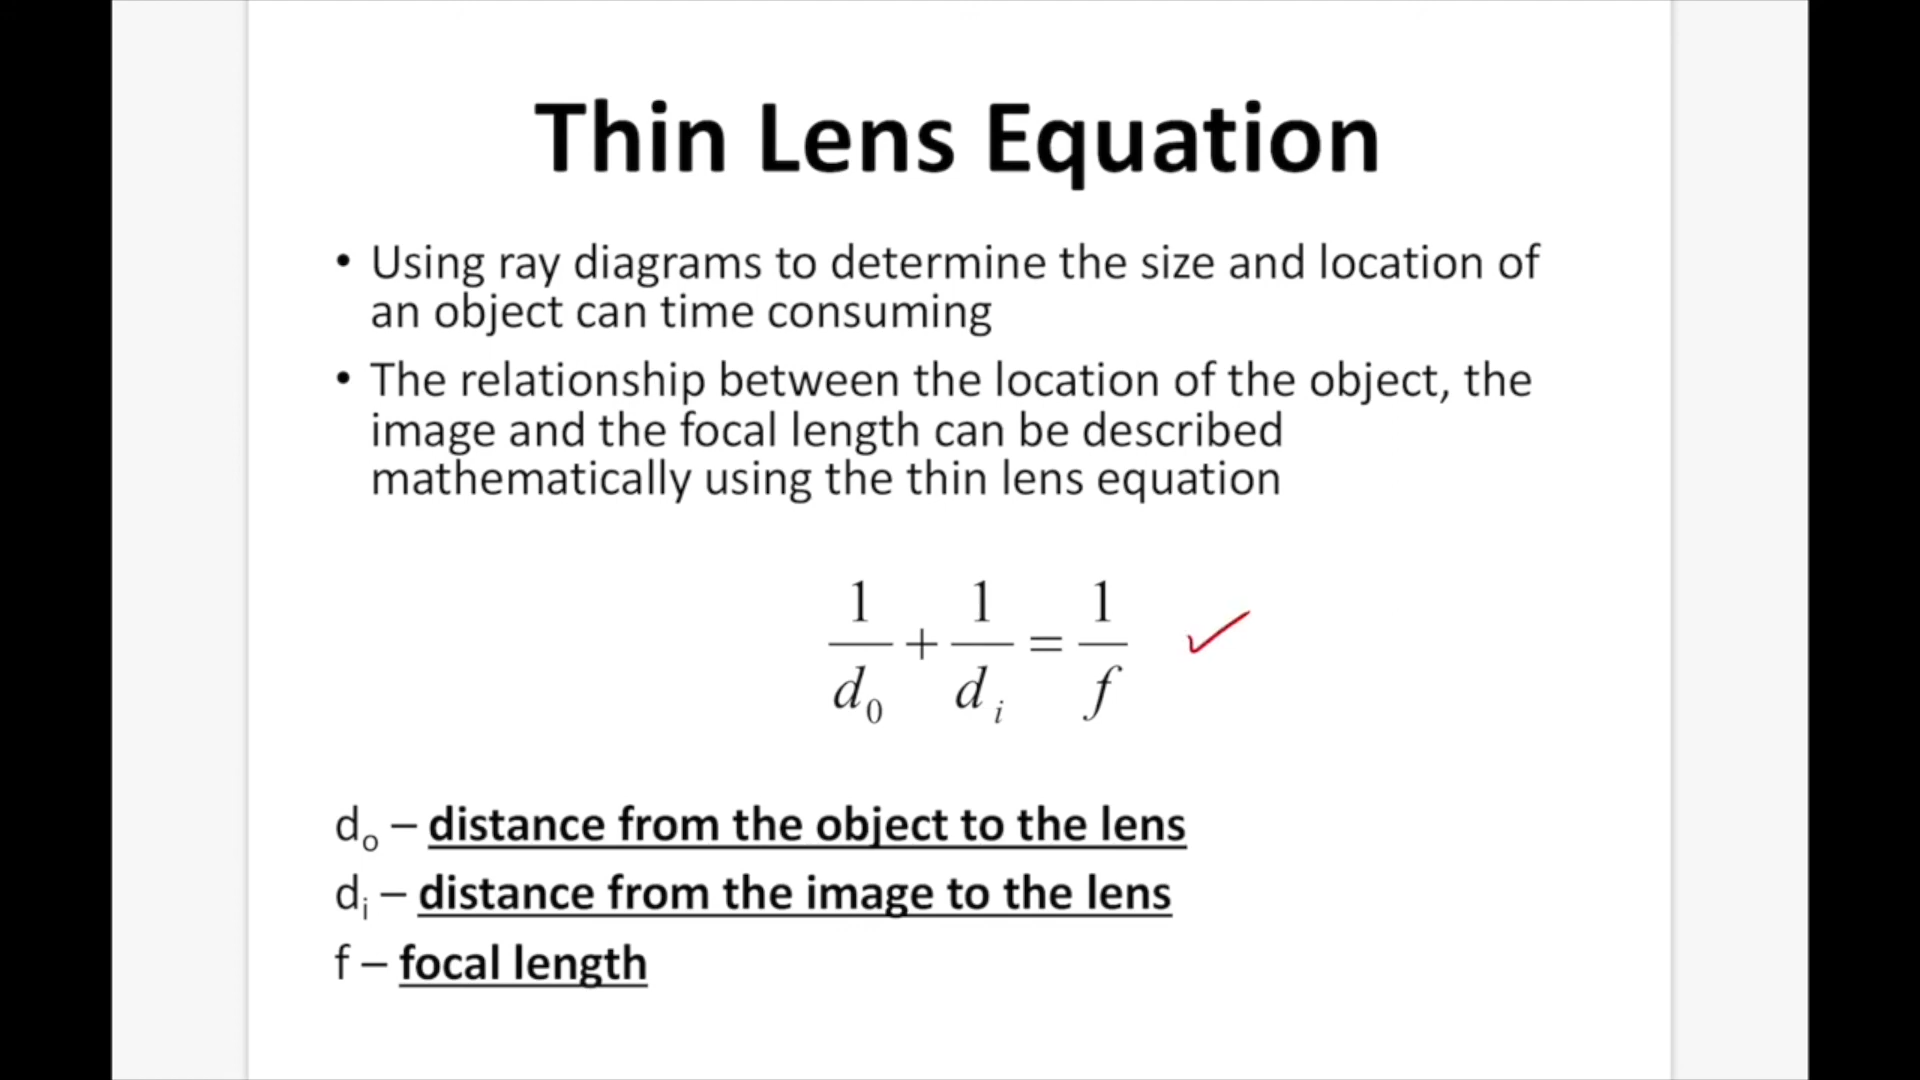 Thin Lens Equation
• Using ray diagrams to determine the size and location of
an object can time consuming
• The relationship between the location of the object, the
image and the focal length can be described
mathematically using the thin lens equation
1/d₀ + 1/dᵢ = 1/f ✓
dₒ – distance from the object to the lens
dᵢ – distance from the image to the lens
f – focal length